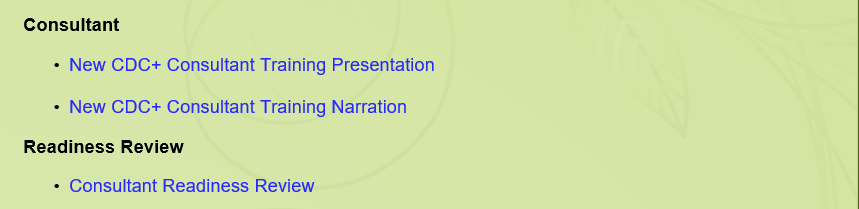 Consultant
• New CDC+ Consultant Training Presentation
• New CDC+ Consultant Training Narration
Readiness Review
• Consultant Readiness Review